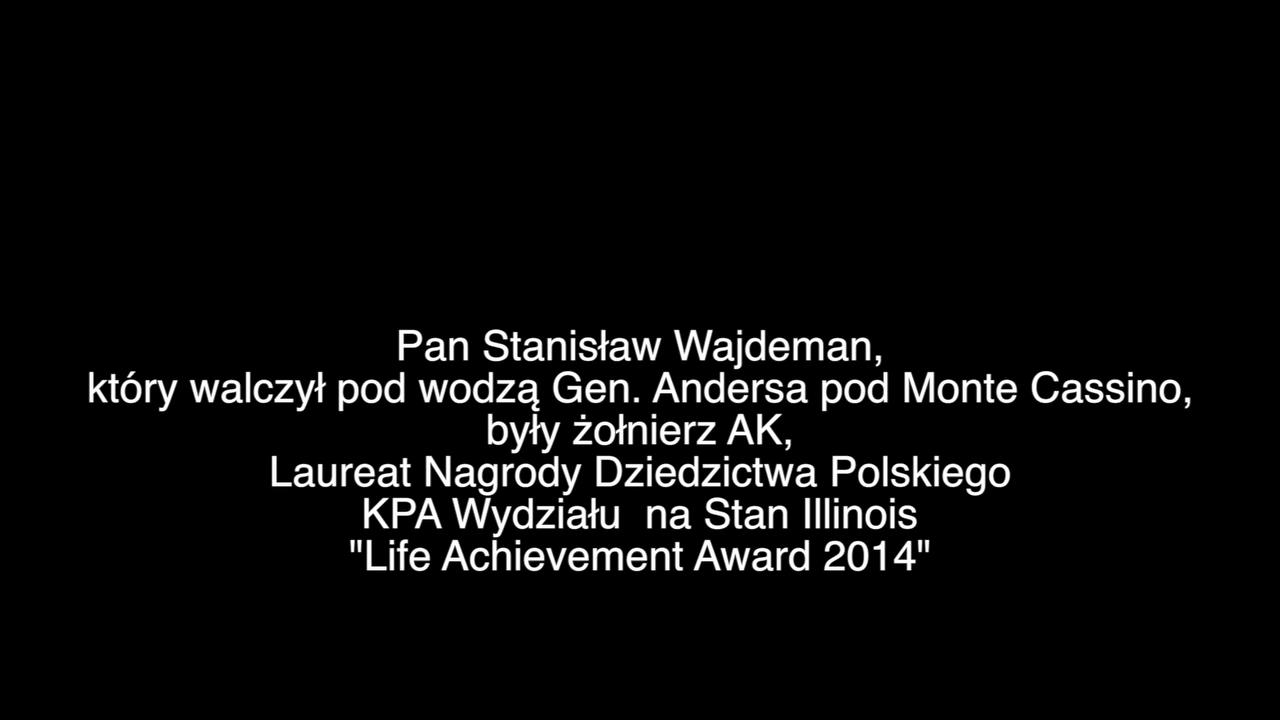 Pan Stanisław Wajdeman,
który walczył pod wodzą Gen. Andersa pod Monte Cassino,
były żołnierz AK,
Laureat Nagrody Dziedzictwa Polskiego
KPA Wydziału  na Stan Illinois
"Life Achievement Award 2014"